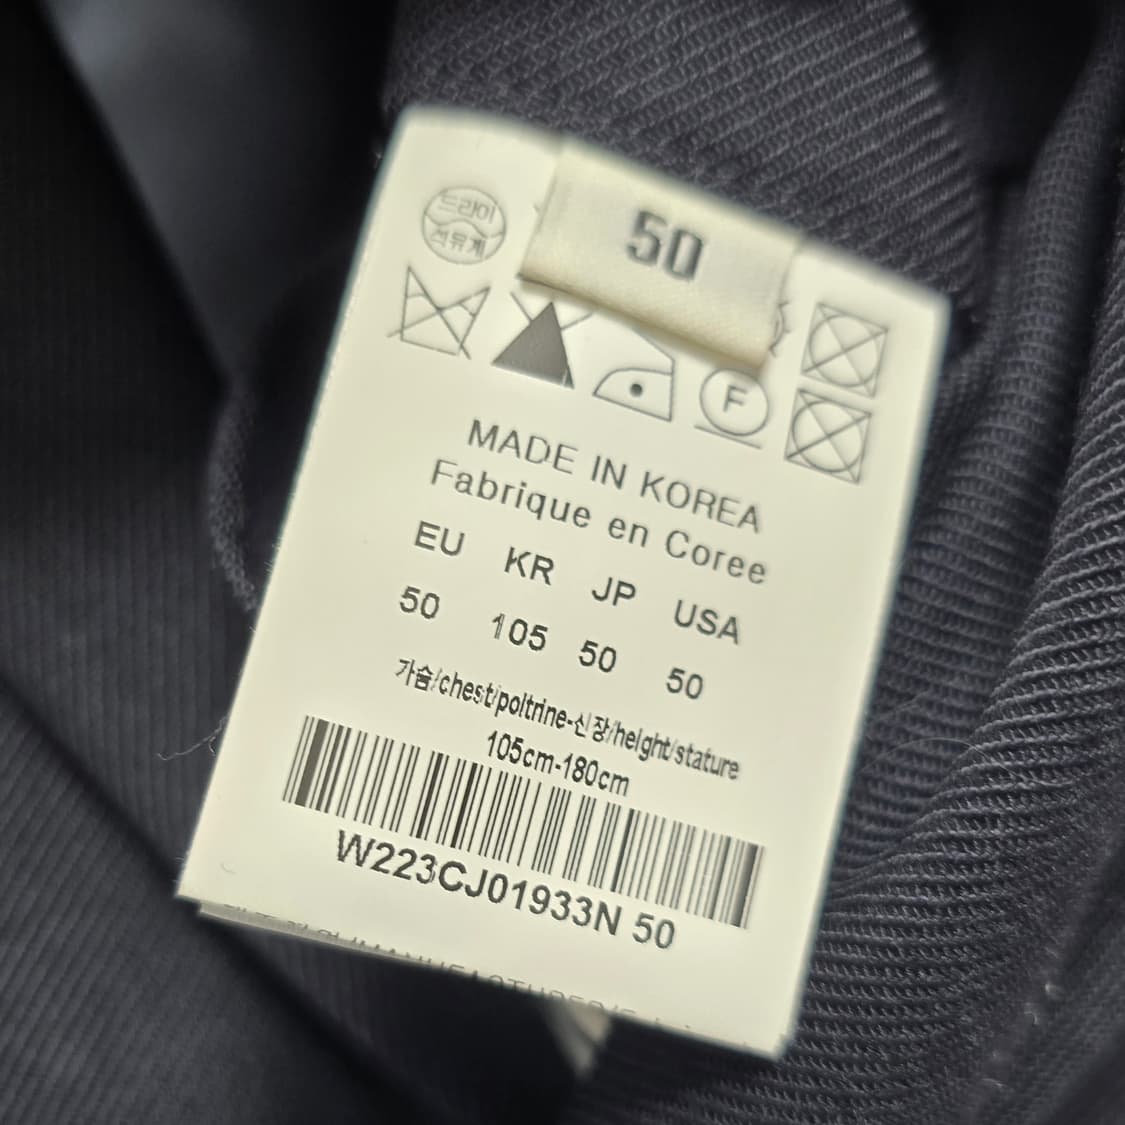 50
드라이
석유계
F
MADE IN KOREA
Fabrique en Coree
EU KR JP USA
50 105 50 50
가슴/chest/poltrine-신장/height/stature
105cm-180cm
W223CJ01933N 50